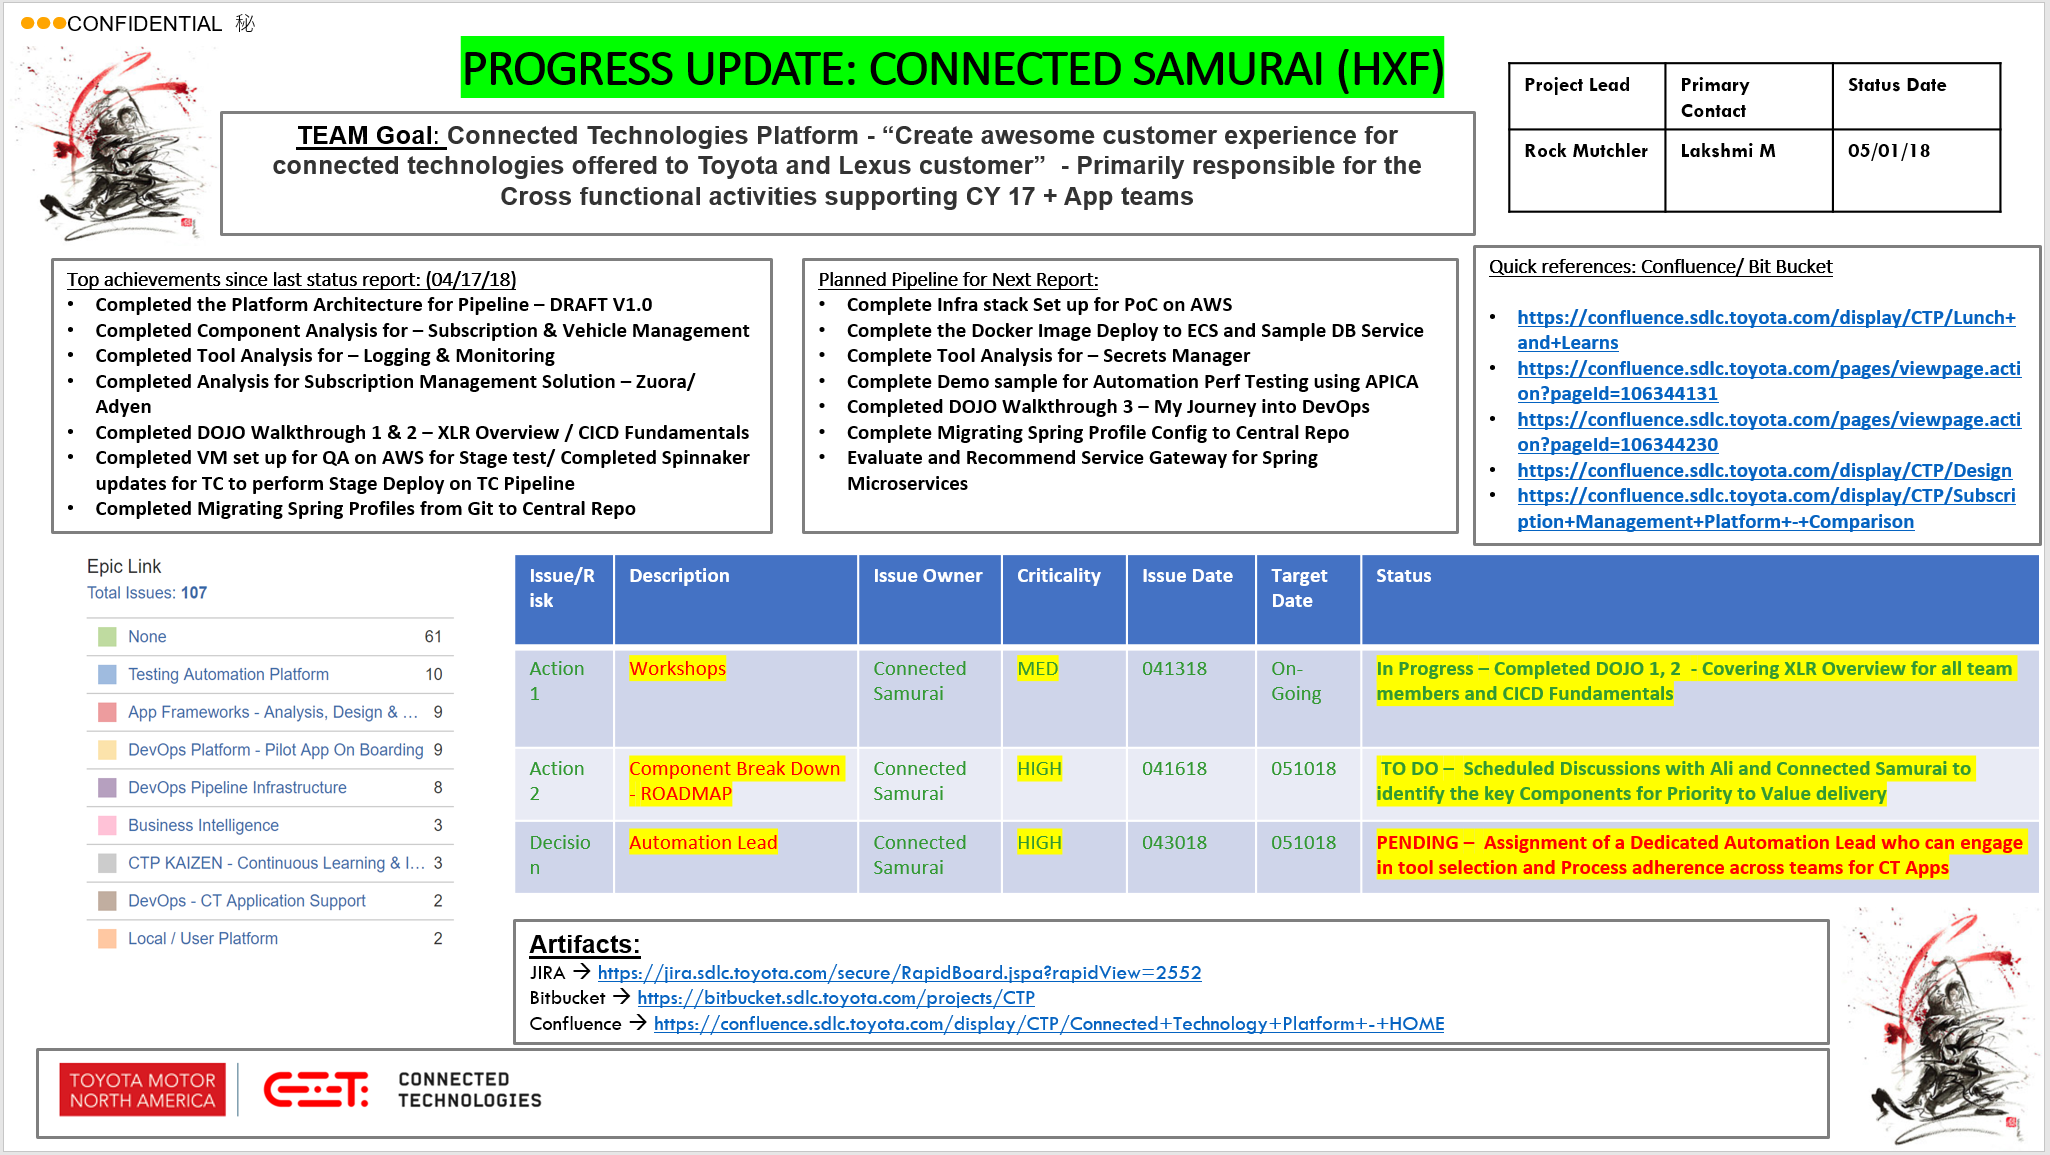 CONFIDENTIAL 秘
PROGRESS UPDATE: CONNECTED SAMURAI (HXF)
Project Lead
Primary
Contact
Status Date
Rock Mutchler
Lakshmi M
05/01/18
TEAM Goal: Connected Technologies Platform - “Create awesome customer experience for
connected technologies offered to Toyota and Lexus customer” - Primarily responsible for the
Cross functional activities supporting CY 17 + App teams
Top achievements since last status report: (04/17/18)
• Completed the Platform Architecture for Pipeline – DRAFT V1.0
• Completed Component Analysis for – Subscription & Vehicle Management
• Completed Tool Analysis for – Logging & Monitoring
• Completed Analysis for Subscription Management Solution – Zuora/
Adyen
• Completed DOJO Walkthrough 1 & 2 – XLR Overview / CICD Fundamentals
• Completed VM set up for QA on AWS for Stage test/ Completed Spinnaker
updates for TC to perform Stage Deploy on TC Pipeline
• Completed Migrating Spring Profiles from Git to Central Repo
Planned Pipeline for Next Report:
• Complete Infra stack Set up for PoC on AWS
• Complete the Docker Image Deploy to ECS and Sample DB Service
• Complete Tool Analysis for – Secrets Manager
• Complete Demo sample for Automation Perf Testing using APICA
• Completed DOJO Walkthrough 3 – My Journey into DevOps
• Complete Migrating Spring Profile Config to Central Repo
• Evaluate and Recommend Service Gateway for Spring
Microservices
Quick references: Confluence/ Bit Bucket
• https://confluence.sdlc.toyota.com/display/CTP/Lunch+
and+Learns
• https://confluence.sdlc.toyota.com/pages/viewpage.acti
on?pageId=106344131
• https://confluence.sdlc.toyota.com/pages/viewpage.acti
on?pageId=106344230
• https://confluence.sdlc.toyota.com/display/CTP/Design
• https://confluence.sdlc.toyota.com/display/CTP/Subscri
ption+Management+Platform+-+Comparison
Epic Link
Total Issues: 107
None 61
Testing Automation Platform 10
App Frameworks - Analysis, Design & ... 9
DevOps Platform - Pilot App On Boarding 9
DevOps Pipeline Infrastructure 8
Business Intelligence 3
CTP KAIZEN - Continuous Learning & I... 3
DevOps - CT Application Support 2
Local / User Platform 2
Issue/R
isk
Description
Issue Owner
Criticality
Issue Date
Target
Date
Status
Action
1
Workshops
Connected
Samurai
MED
041318
On-
Going
In Progress – Completed DOJO 1, 2 - Covering XLR Overview for all team
members and CICD Fundamentals
Action
2
Component Break Down
- ROADMAP
Connected
Samurai
HIGH
041618
051018
TO DO – Scheduled Discussions with Ali and Connected Samurai to
identify the key Components for Priority to Value delivery
Decisio
n
Automation Lead
Connected
Samurai
HIGH
043018
051018
PENDING – Assignment of a Dedicated Automation Lead who can engage
in tool selection and Process adherence across teams for CT Apps
Artifacts:
JIRA → https://jira.sdlc.toyota.com/secure/RapidBoard.jspa?rapidView=2552
Bitbucket → https://bitbucket.sdlc.toyota.com/projects/CTP
Confluence → https://confluence.sdlc.toyota.com/display/CTP/Connected+Technology+Platform+-+HOME
TOYOTA MOTOR
NORTH AMERICA
CONNECTED
TECHNOLOGIES